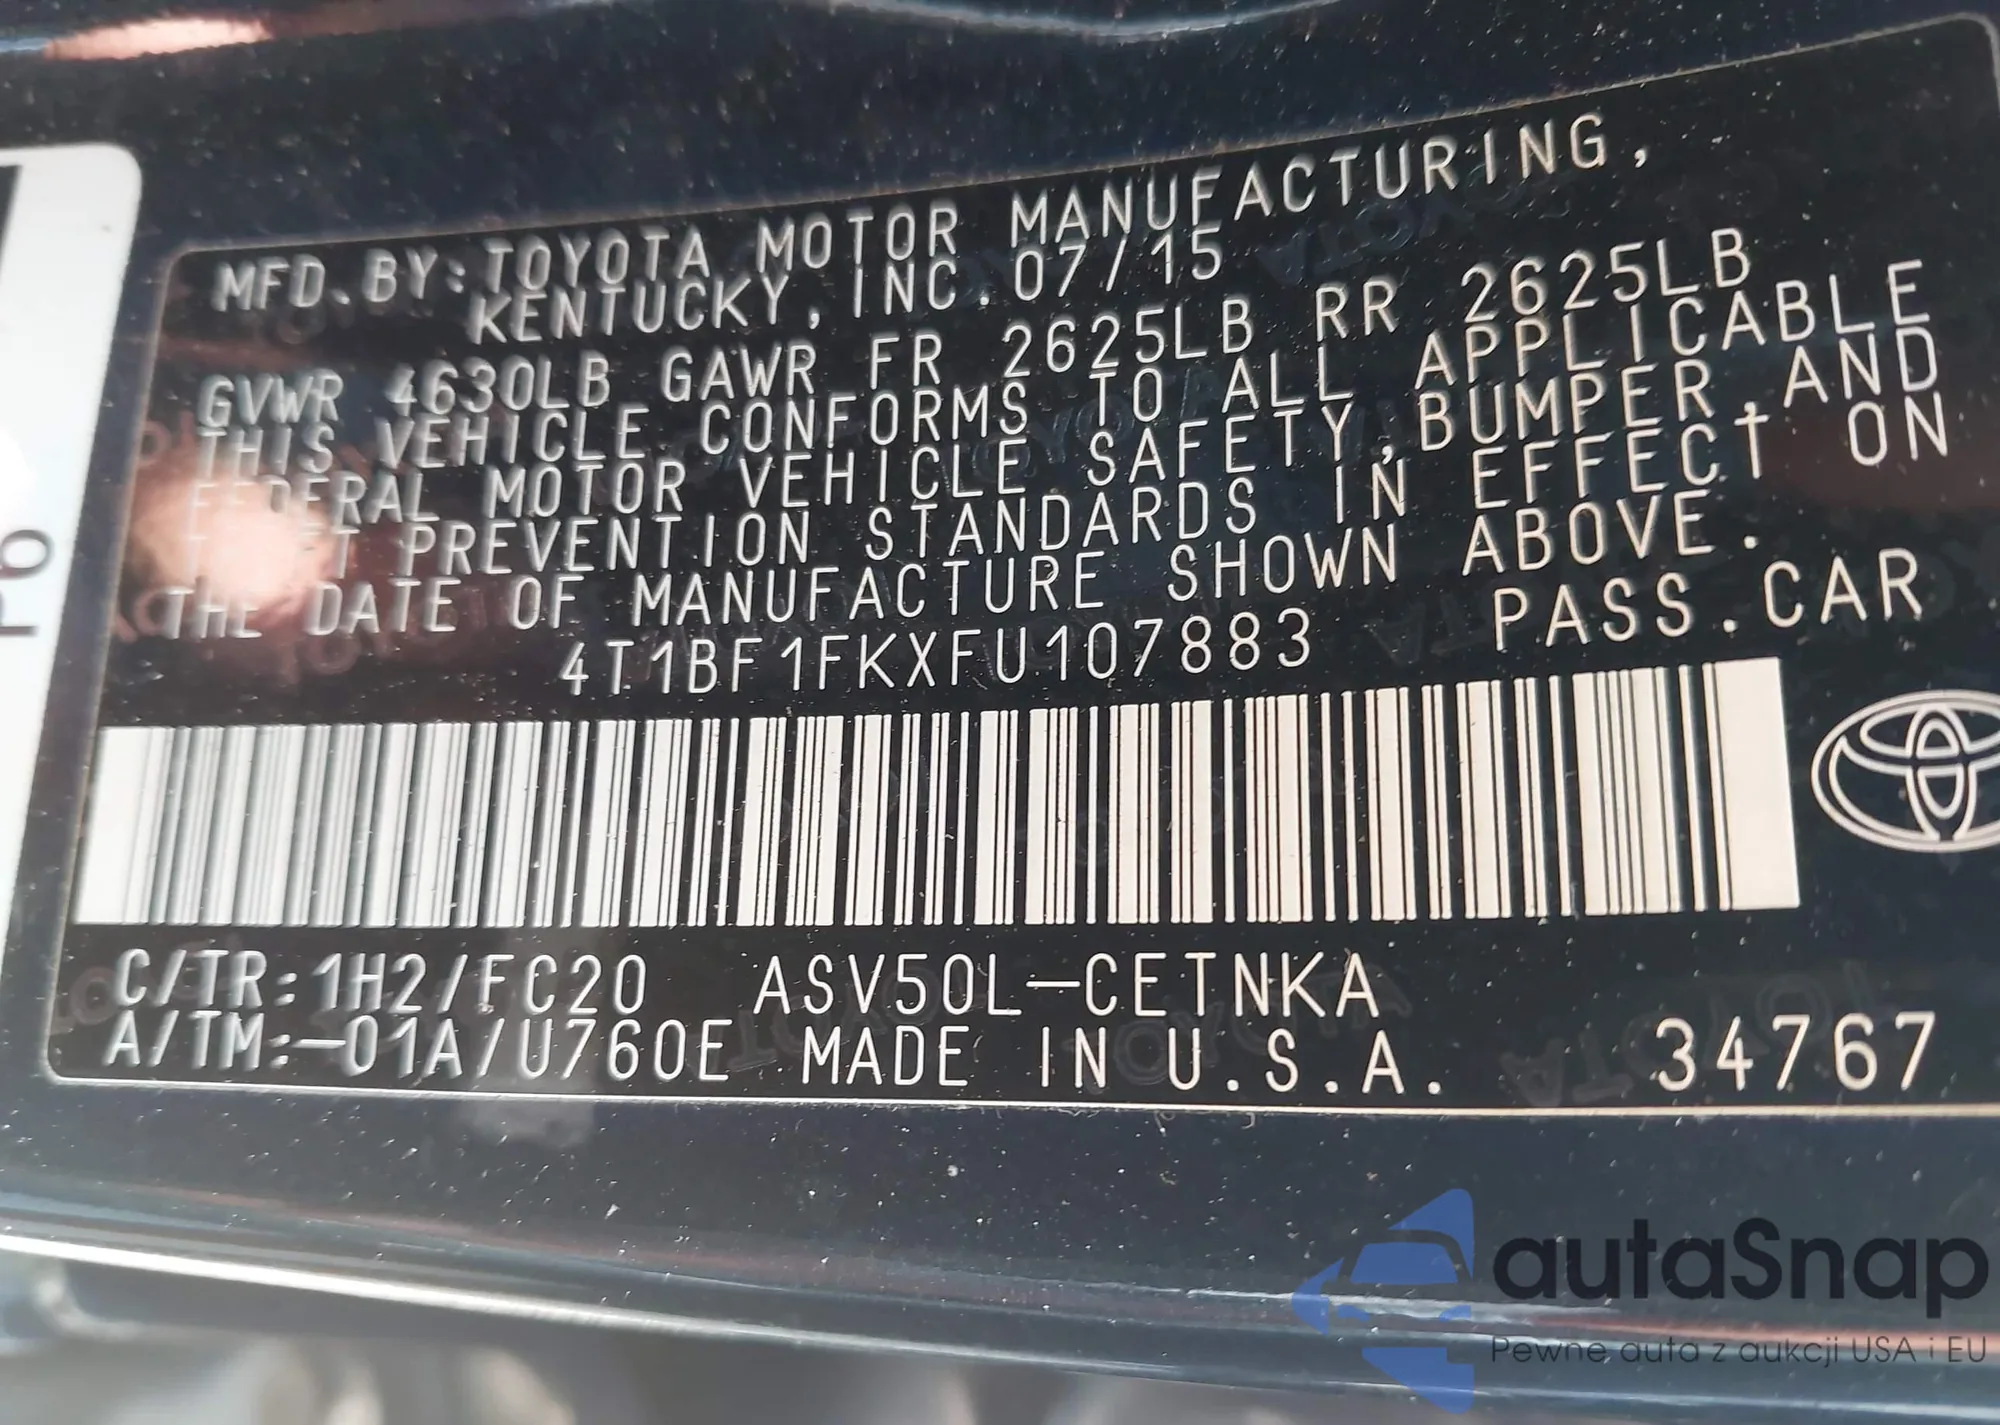 MFD.BY:TOYOTA MOTOR MANUFACTURING,
KENTUCKY, INC. 07/15
GVWR 4630LB GAWR FR 2625LB RR 2625LB
THIS VEHICLE CONFORMS TO ALL APPLICABLE
FEDERAL MOTOR VEHICLE SAFETY,BUMPER,AND
PREVENTION STANDARDS IN EFFECT ON
THE DATE OF MANUFACTURE SHOWN ABOVE.
4T1BF1FKXFU107883 PASS.CAR
C/TR:1H2/FC20 ASV50L-CETNKA
A/TM:-01A/U760E MADE IN U.S.A. 34767
autaSnap
Pewne auta z aukcji USA i EU